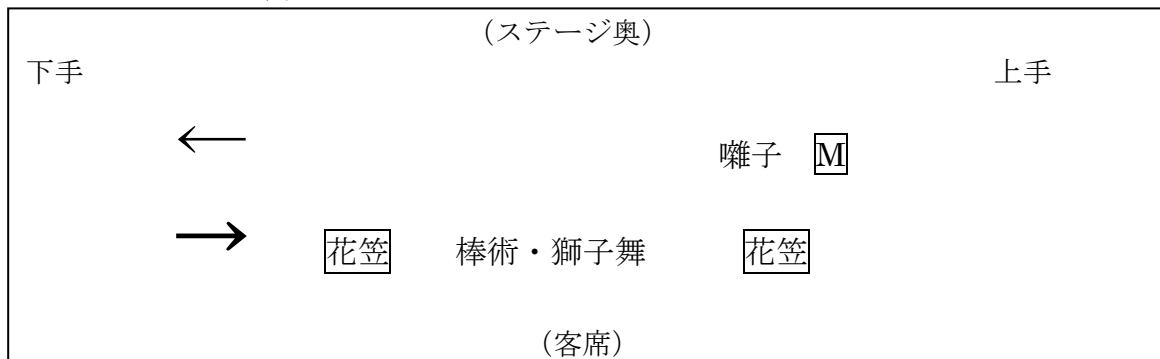 （ステージ奥）
下手 上手
← 囃子 M
→ 花笠 棒術・獅子舞 花笠
（客席）